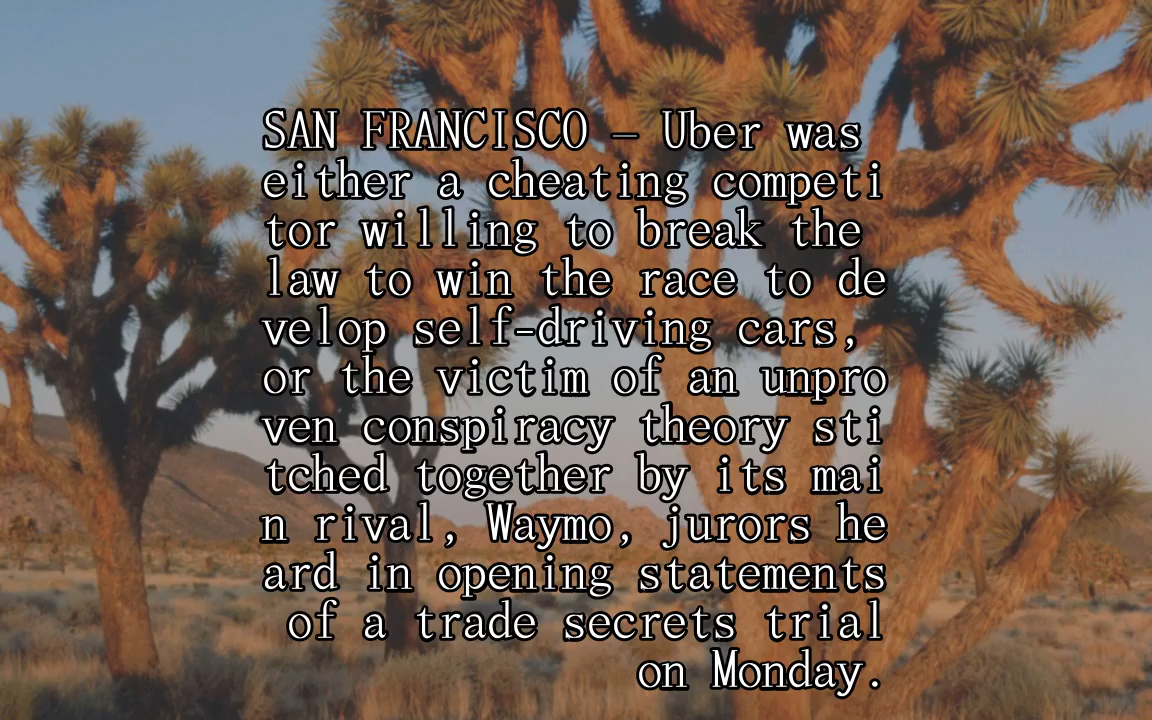 SAN FRANCISCO — Uber was
either a cheating competi
tor willing to break the
law to win the race to de
velop self-driving cars,
or the victim of an unpro
ven conspiracy theory sti
tched together by its mai
n rival, Waymo, jurors he
ard in opening statements
of a trade secrets trial
on Monday.